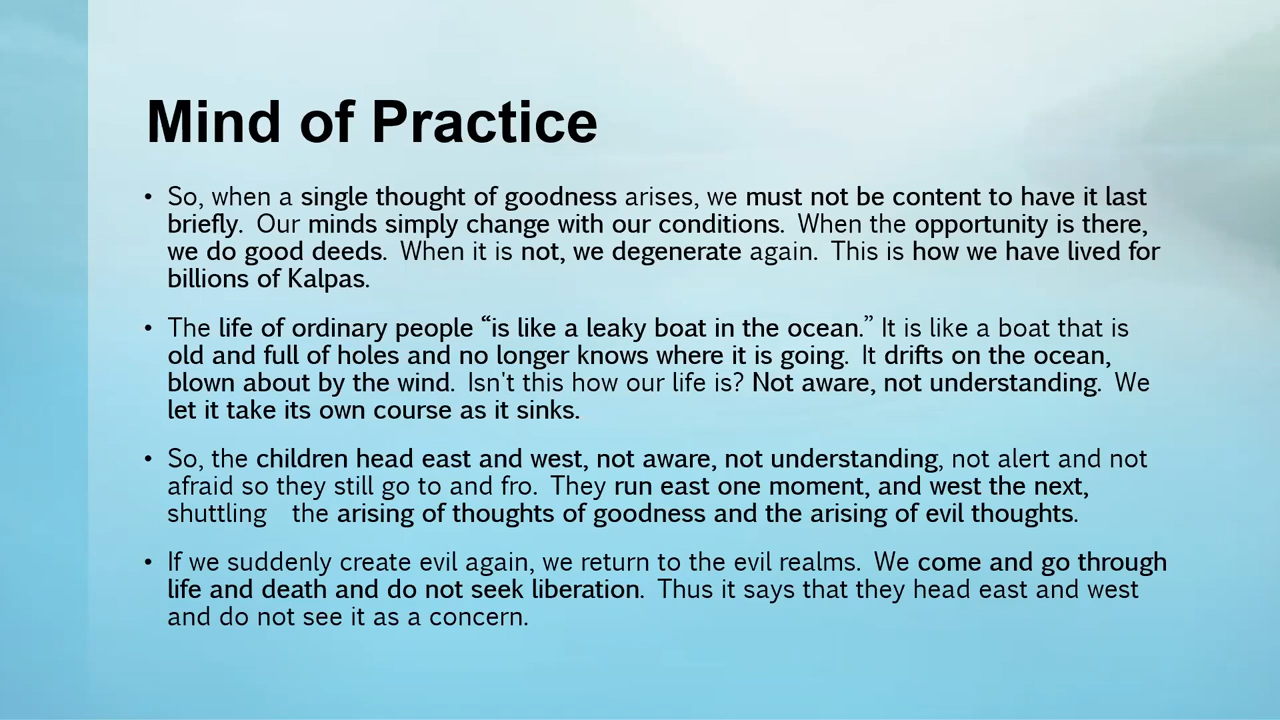 Mind of Practice
• So, when a single thought of goodness arises, we must not be content to have it last
briefly. Our minds simply change with our conditions. When the opportunity is there,
we do good deeds. When it is not, we degenerate again. This is how we have lived for
billions of Kalpas.
• The life of ordinary people “is like a leaky boat in the ocean.” It is like a boat that is
old and full of holes and no longer knows where it is going. It drifts on the ocean,
blown about by the wind. Isn't this how our life is? Not aware, not understanding. We
let it take its own course as it sinks.
• So, the children head east and west, not aware, not understanding, not alert and not
afraid so they still go to and fro. They run east one moment, and west the next,
shuttling the arising of thoughts of goodness and the arising of evil thoughts.
• If we suddenly create evil again, we return to the evil realms. We come and go through
life and death and do not seek liberation. Thus it says that they head east and west
and do not see it as a concern.